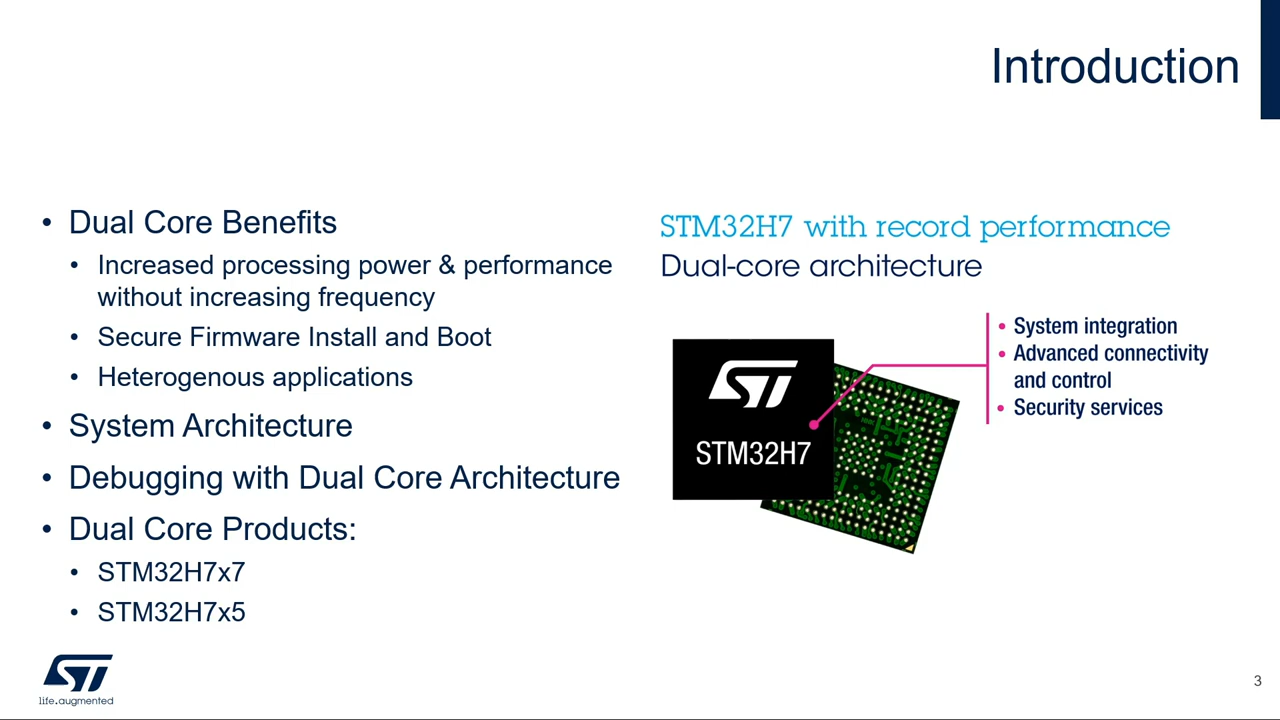 Introduction
• Dual Core Benefits
• Increased processing power & performance
without increasing frequency
• Secure Firmware Install and Boot
• Heterogenous applications
• System Architecture
• Debugging with Dual Core Architecture
• Dual Core Products:
• STM32H7x7
• STM32H7x5
STM32H7 with record performance
Dual-core architecture
ST
STM32H7
• System integration
• Advanced connectivity
and control
• Security services
ST
life.augmented
3